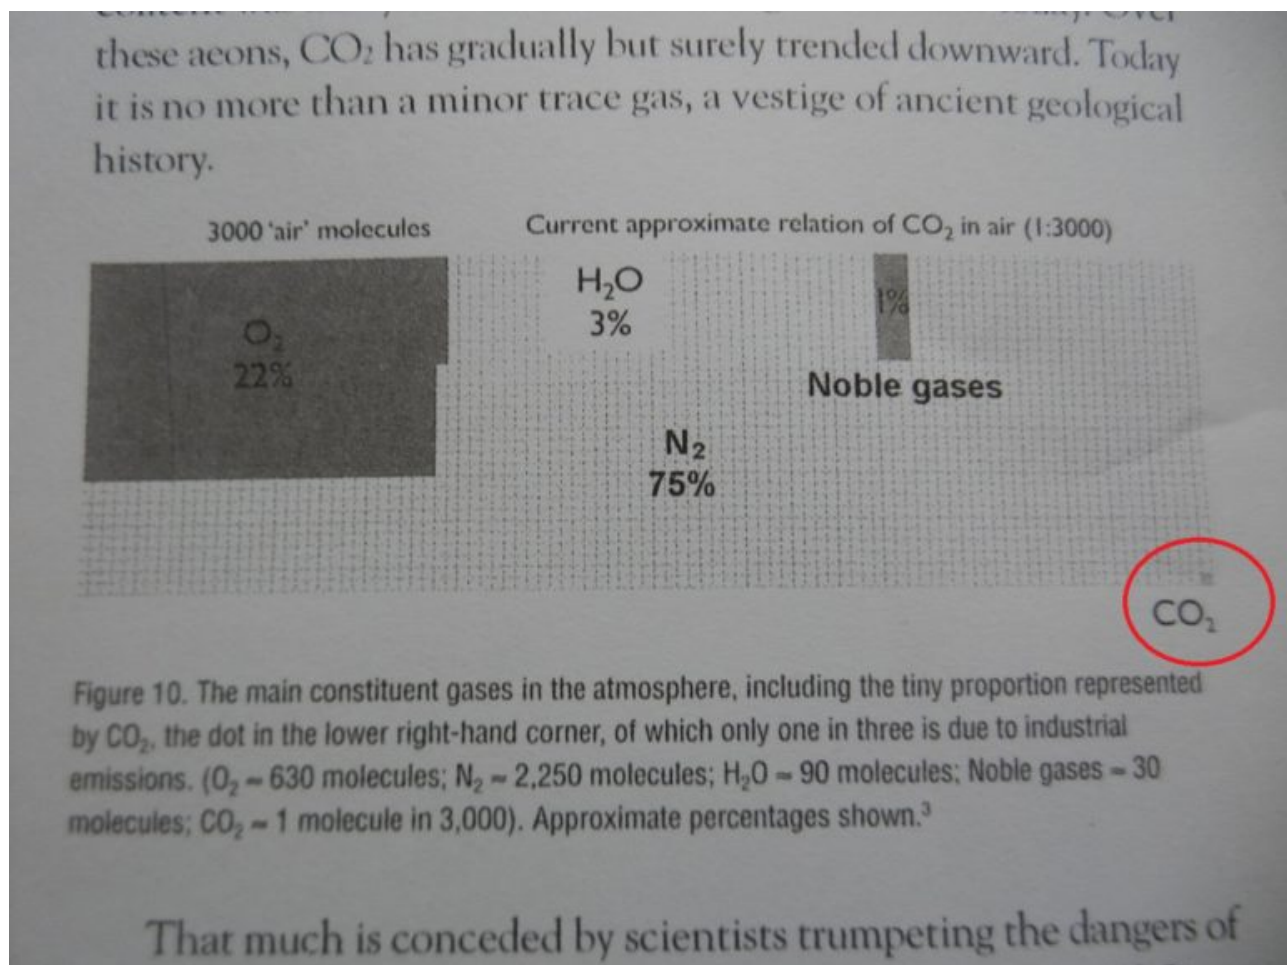 these aeons, CO₂ has gradually but surely trended downward. Today
it is no more than a minor trace gas, a vestige of ancient geological
history.
3000 'air' molecules
Current approximate relation of CO₂ in air (1:3000)
O₂
22%
H₂O
3%
1%
Noble gases
N₂
75%
CO₂
Figure 10. The main constituent gases in the atmosphere, including the tiny proportion represented
by CO₂, the dot in the lower right-hand corner, of which only one in three is due to industrial
emissions. (O₂ ~ 630 molecules; N₂ ~ 2,250 molecules; H₂O ~ 90 molecules; Noble gases ~ 30
molecules; CO₂ ~ 1 molecule in 3,000). Approximate percentages shown.³
That much is conceded by scientists trumpeting the dangers of